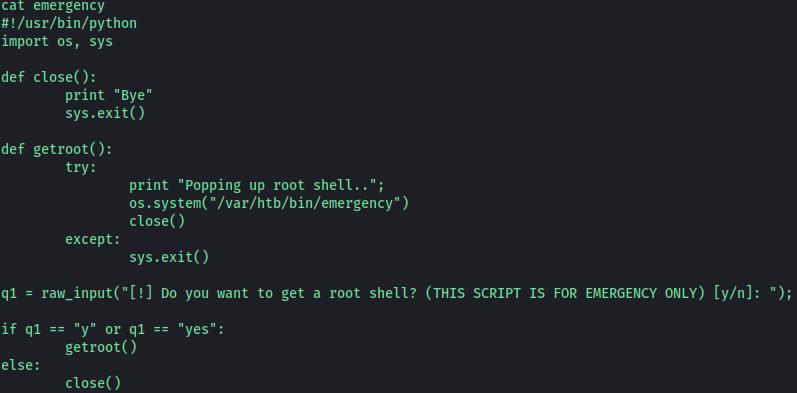 cat emergency
#!/usr/bin/python
import os, sys

def close():
        print "Bye"
        sys.exit()

def getroot():
        try:
                print "Popping up root shell..";
                os.system("/var/htb/bin/emergency")
                close()
        except:
                sys.exit()

q1 = raw_input("[!] Do you want to get a root shell? (THIS SCRIPT IS FOR EMERGENCY ONLY) [y/n]: ");

if q1 == "y" or q1 == "yes":
        getroot()
else:
        close()